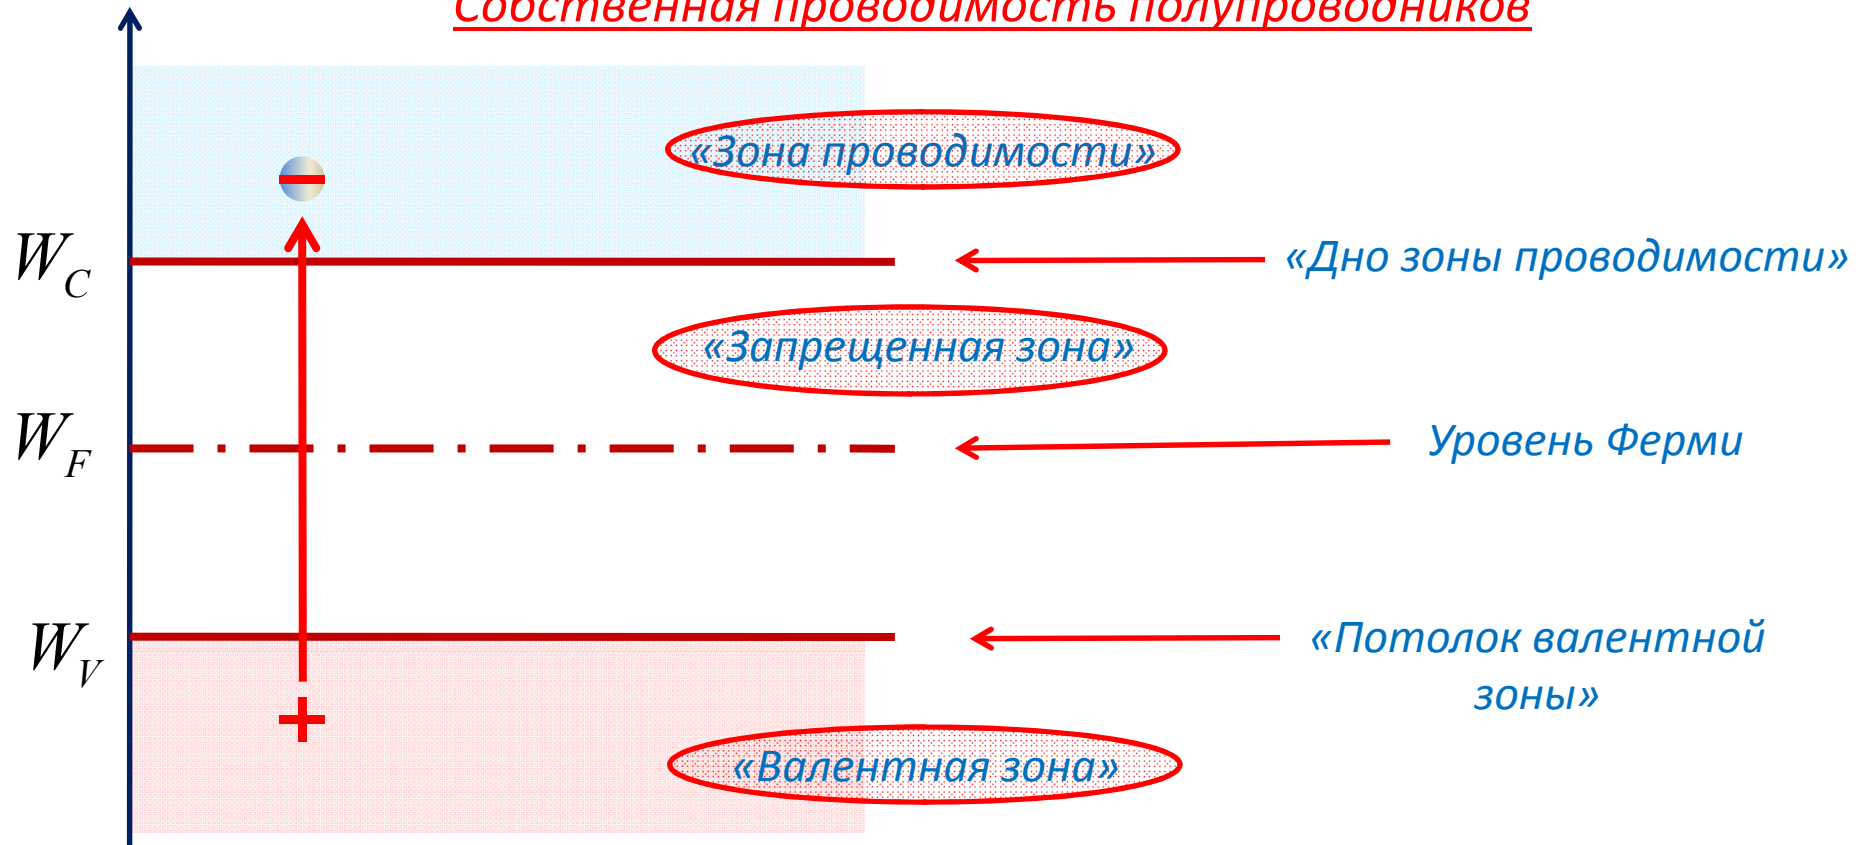 Собственная проводимость полупроводников
«Зона проводимости»
W_C
«Дно зоны проводимости»
«Запрещенная зона»
W_F
Уровень Ферми
W_V
«Потолок валентной
зоны»
«Валентная зона»